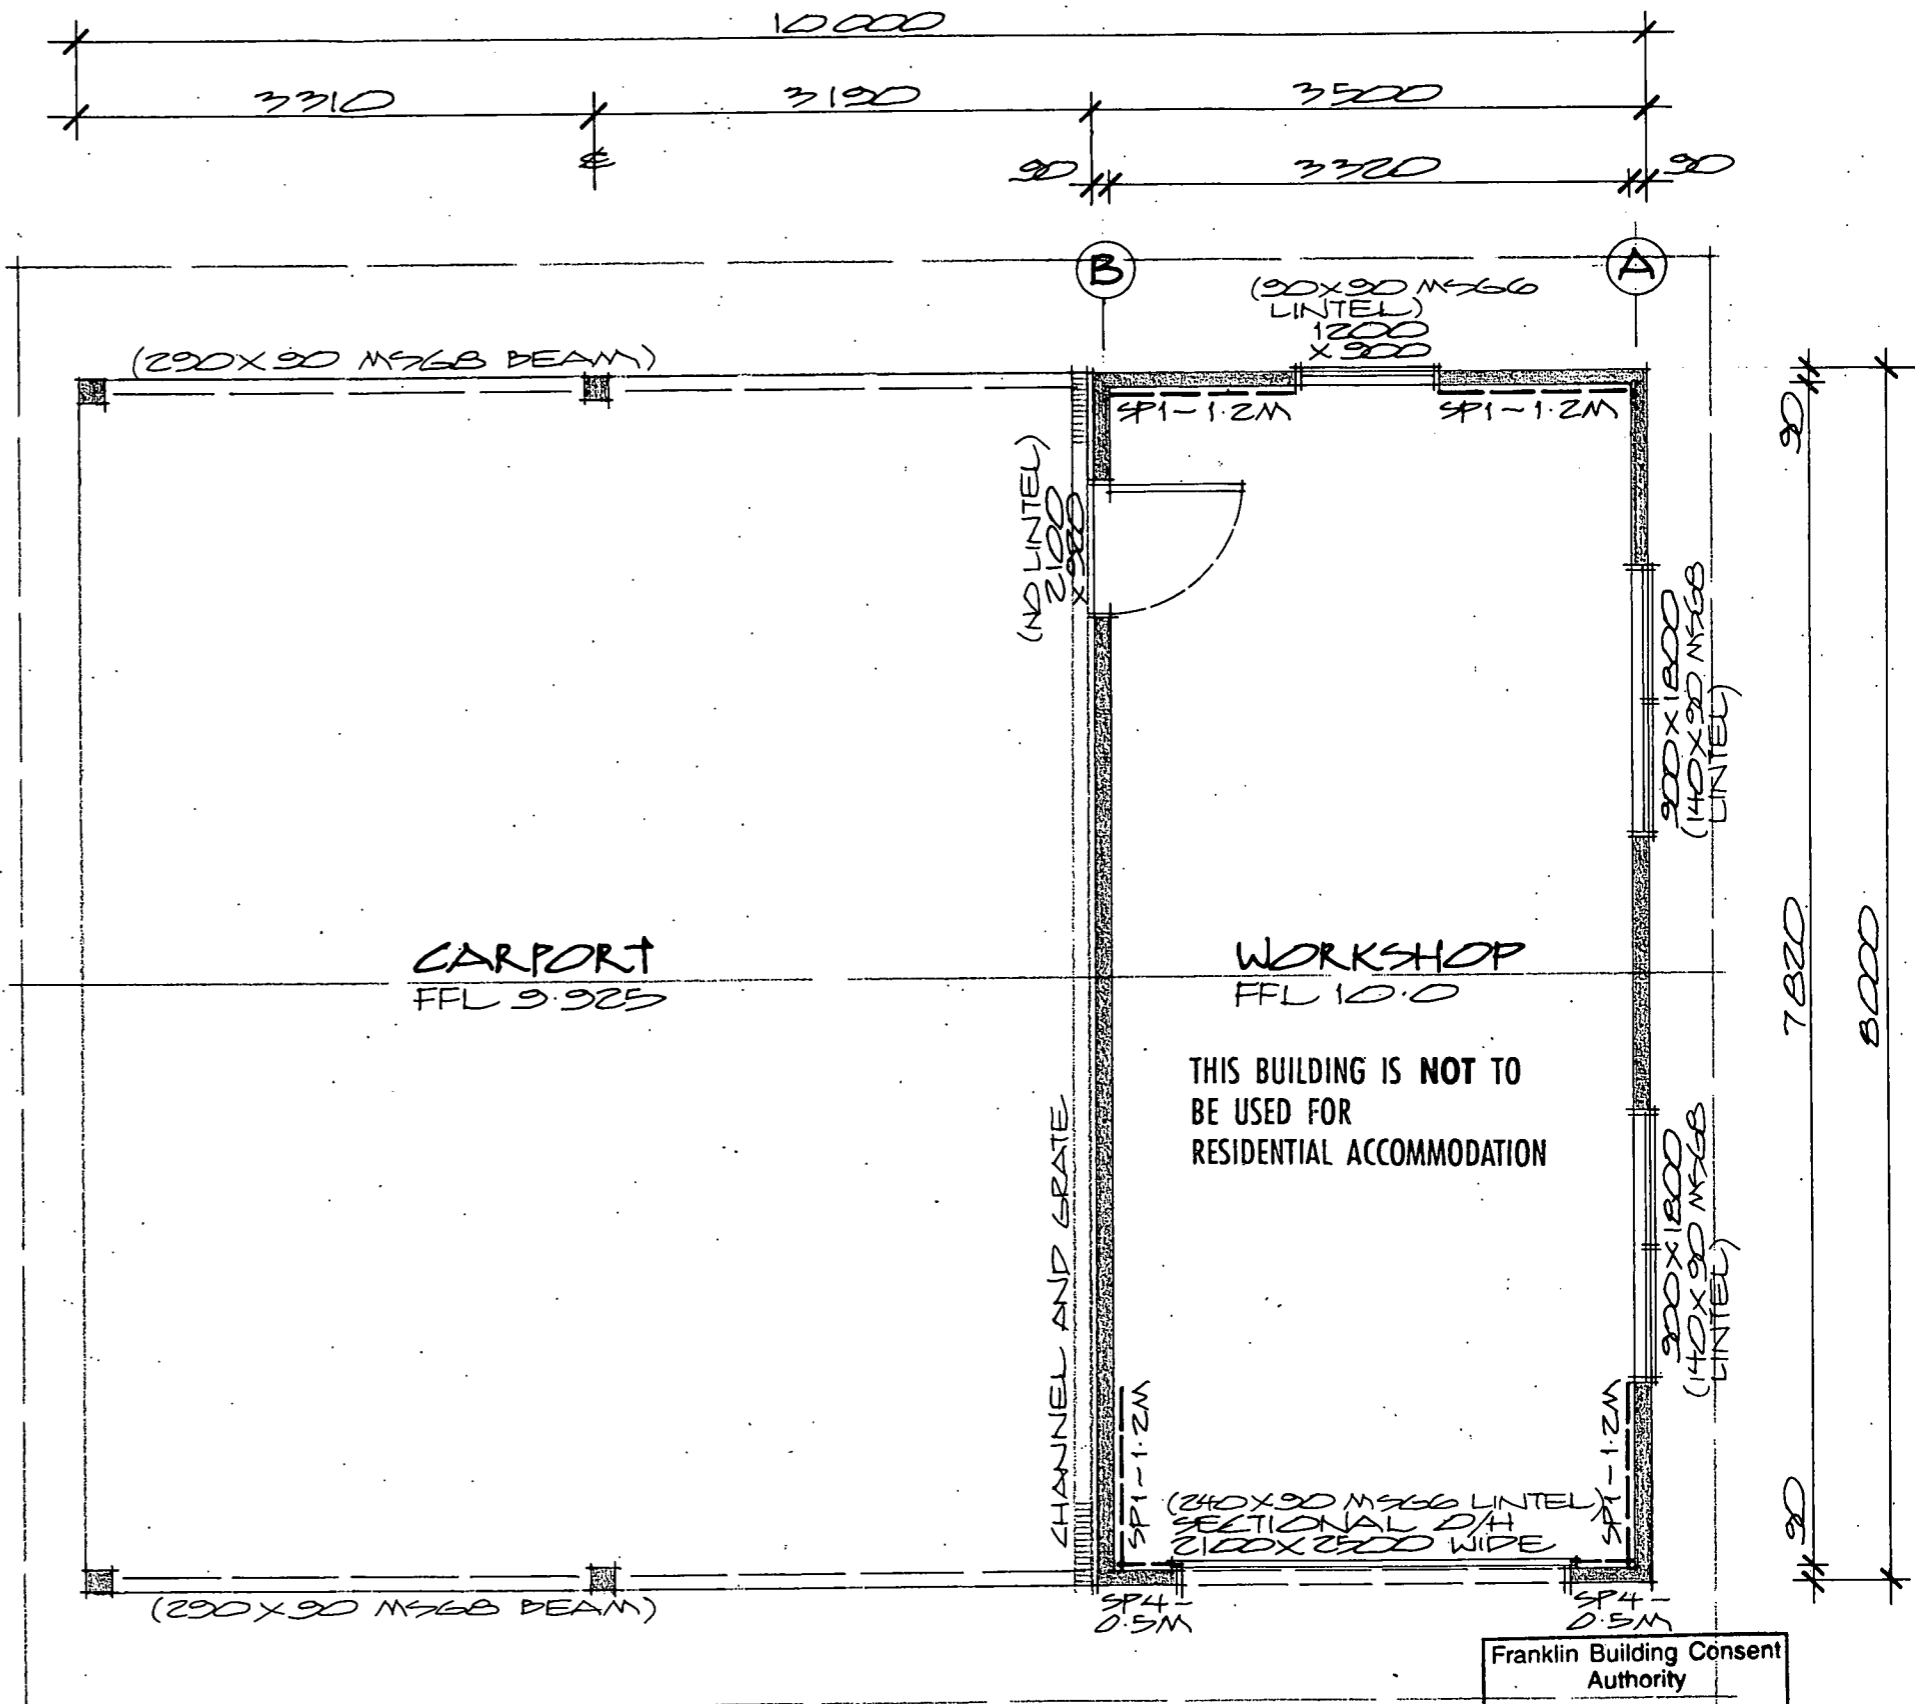 10000
3310
3190
3500
90
3320
90
B
A
(90X90 MSG6
LINTEL)
1200
X 900
(290X90 MSG8 BEAM)
SP1-1.2M
SP1-1.2M
90
(NO LINTEL)
2100
X 900
900X1800
(140X90 MSG8
LINTEL)
CARPORT
FFL 9.925
WORKSHOP
FFL 10.0
7820
8000
THIS BUILDING IS NOT TO
BE USED FOR
RESIDENTIAL ACCOMMODATION
CHANNEL AND GRATE
900X1800
(140X90 MSG8
LINTEL)
SP1-1.2M
SP1-1.2M
(240X90 MSG6 LINTEL)
SECTIONAL O/H
2100X2500 WIDE
90
(290X90 MSG8 BEAM)
SP4-
0.5M
SP4-
0.5M
Franklin Building Consent
Authority